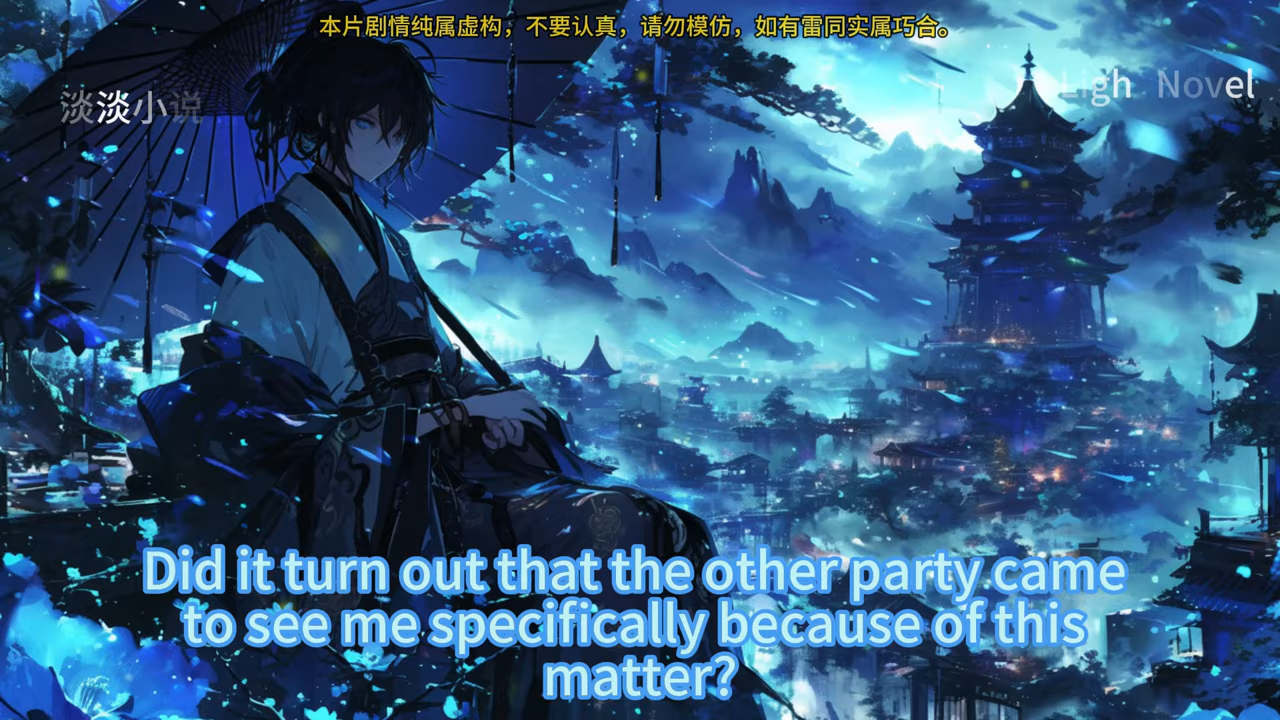 本片剧情纯属虚构，不要认真，请勿模仿，如有雷同实属巧合。
淡淡小说
Ligh Novel
Did it turn out that the other party came
to see me specifically because of this
matter?